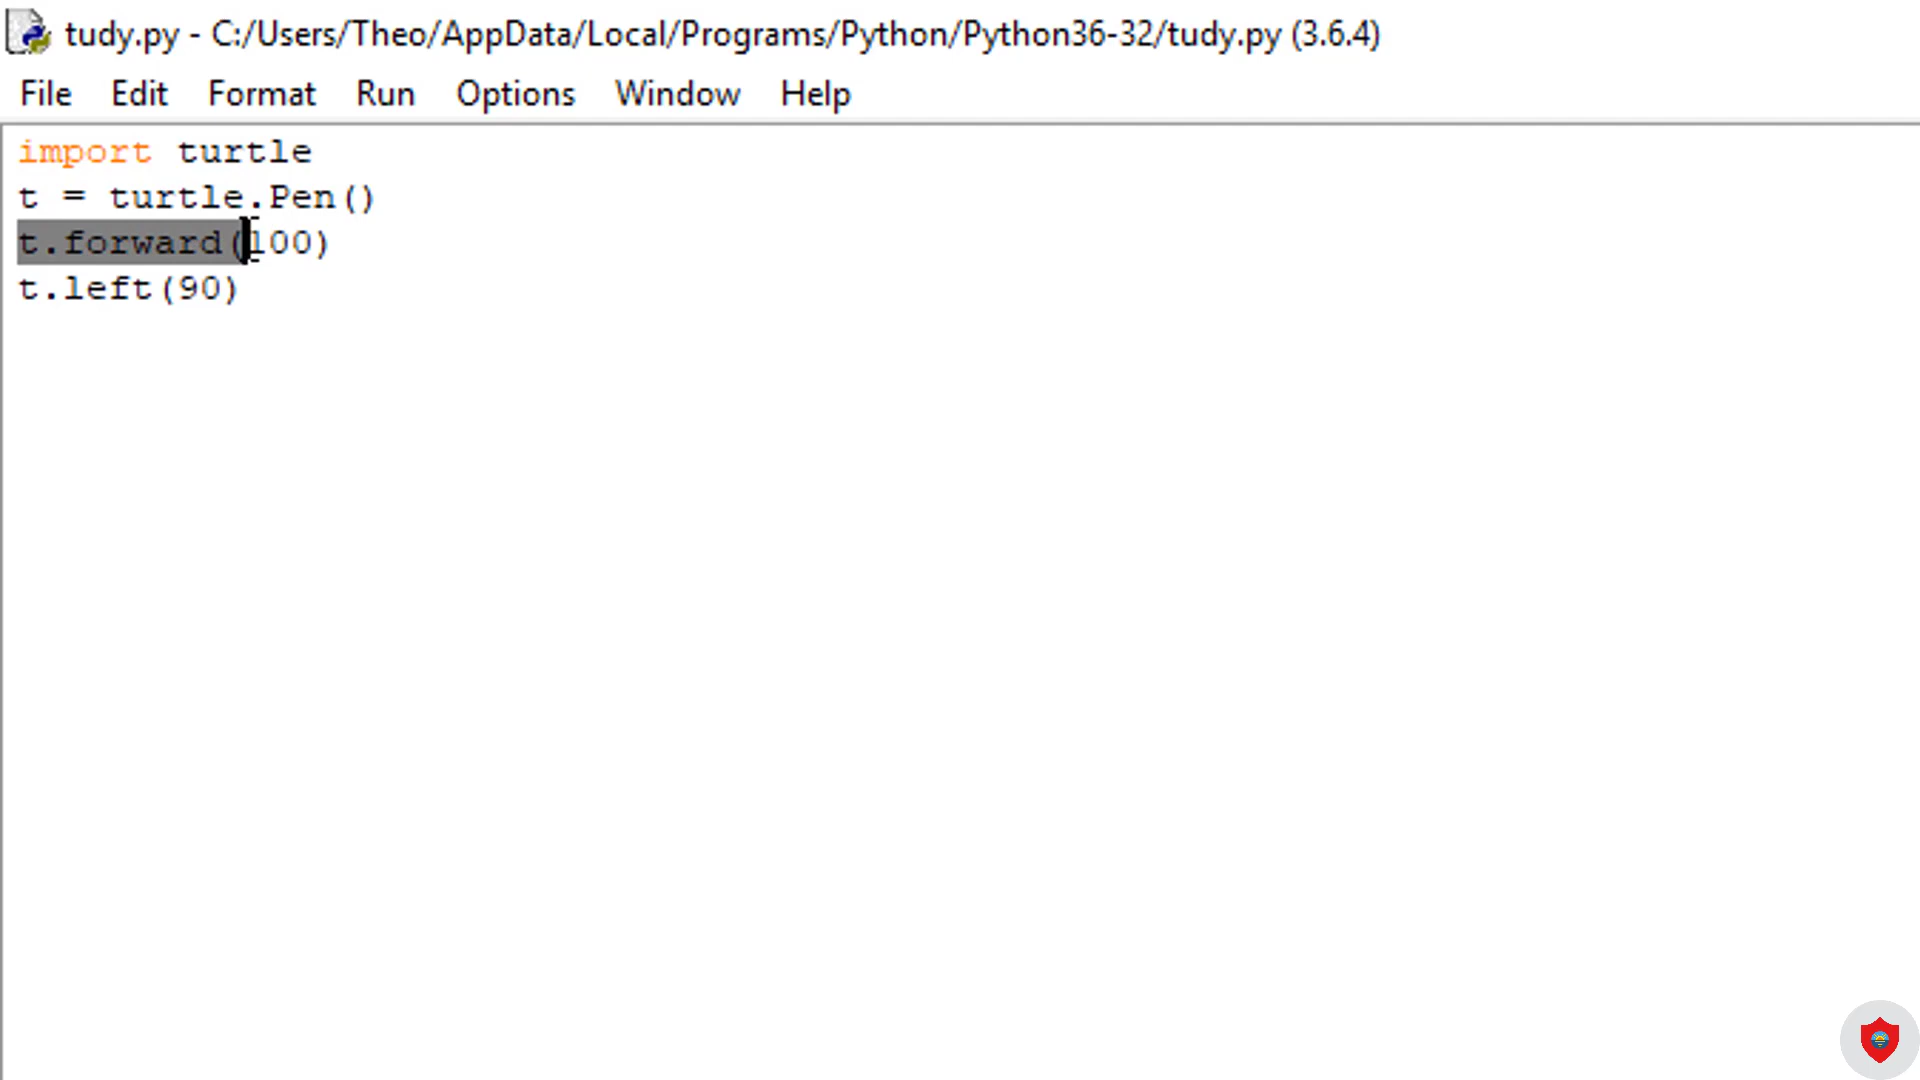 tudy.py - C:/Users/Theo/AppData/Local/Programs/Python/Python36-32/tudy.py (3.6.4)
File Edit Format Run Options Window Help
import turtle
t = turtle.Pen()
t.forward(100)
t.left(90)